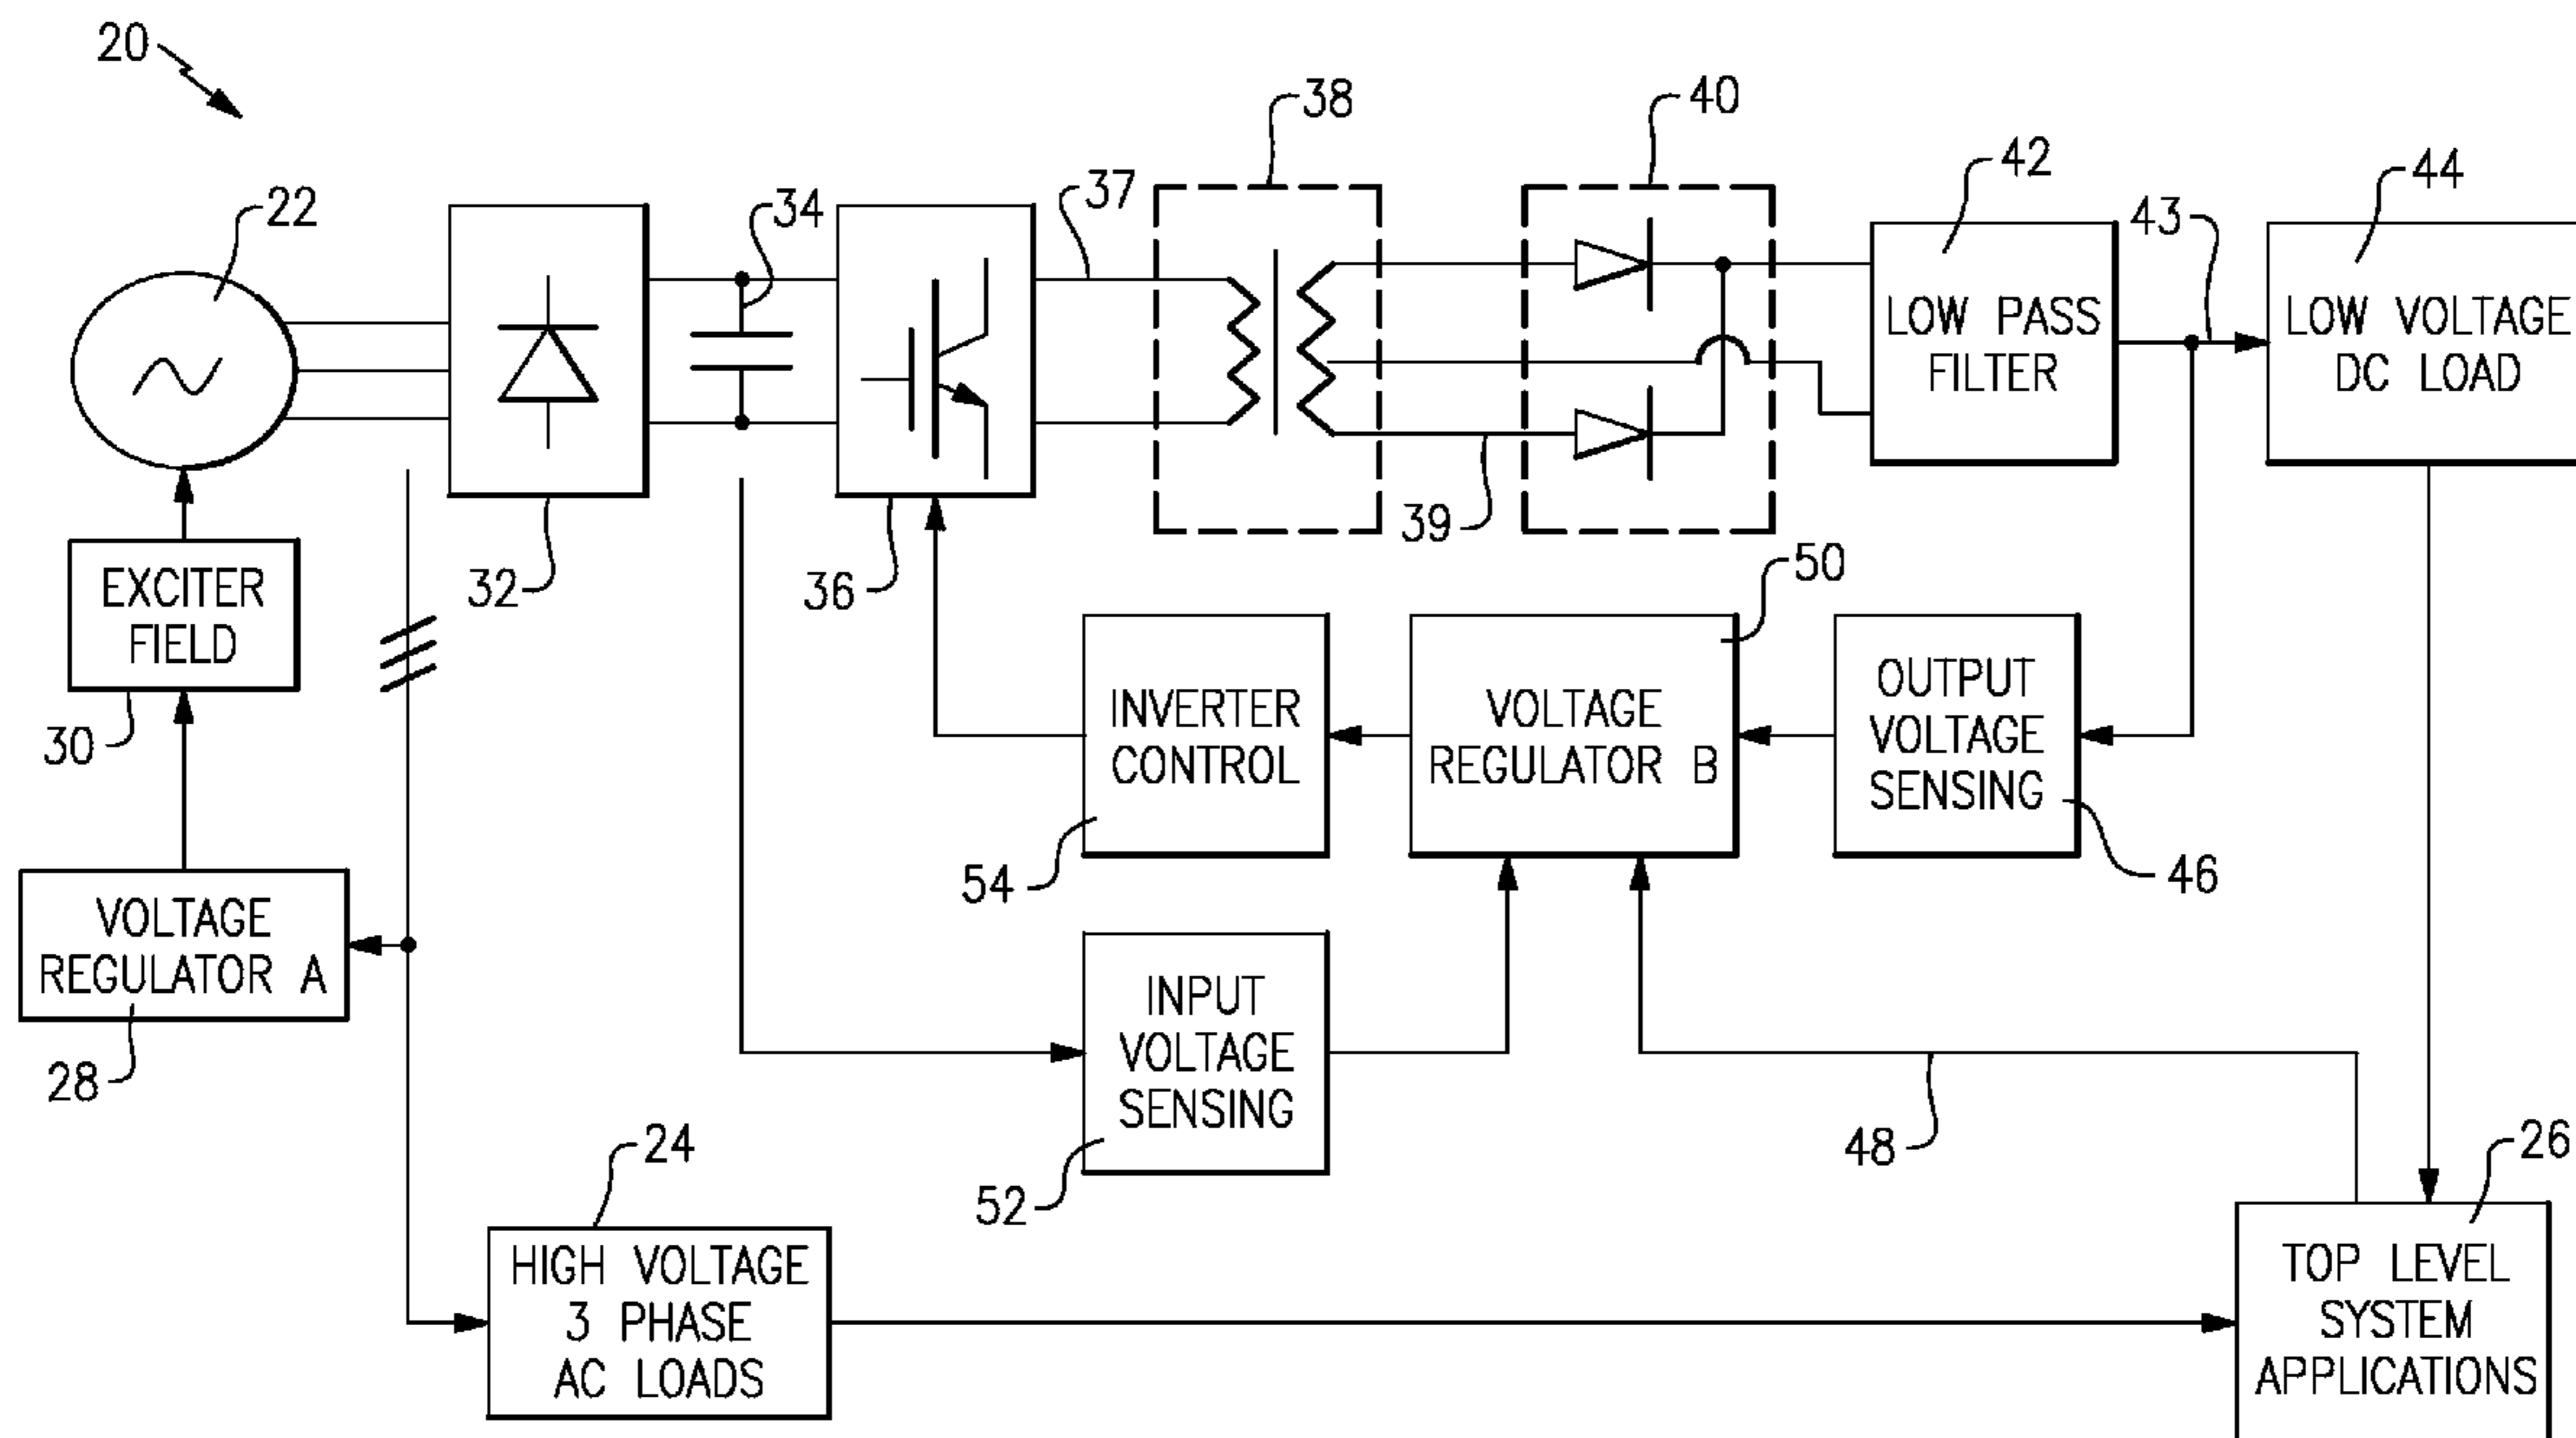 20
38
40
42
44
22
34
37
43
LOW PASS
FILTER
LOW VOLTAGE
DC LOAD
39
32
36
50
EXCITER
FIELD
30
INVERTER
CONTROL
54
VOLTAGE
REGULATOR B
OUTPUT
VOLTAGE
SENSING
46
VOLTAGE
REGULATOR A
28
INPUT
VOLTAGE
SENSING
52
48
24
26
HIGH VOLTAGE
3 PHASE
AC LOADS
TOP LEVEL
SYSTEM
APPLICATIONS